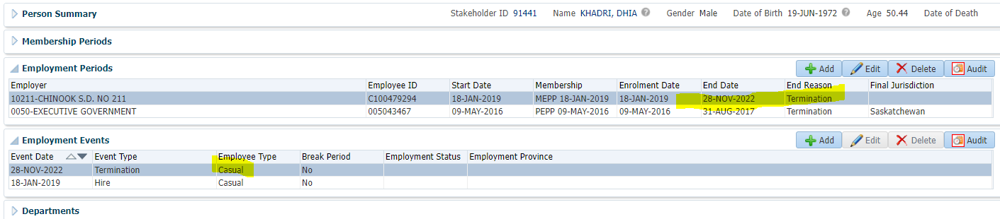 Person Summary Stakeholder ID 91441 Name KHADRI, DHIA Gender Male Date of Birth 19-JUN-1972 Age 50.44 Date of Death
Membership Periods
Employment Periods Add Edit Delete Audit
Employer Employee ID Start Date Membership Enrolment Date End Date End Reason Final Jurisdiction
10211-CHINOOK S.D. NO 211 C100479294 18-JAN-2019 MEPP 18-JAN-2019 18-JAN-2019 28-NOV-2022 Termination
0050-EXECUTIVE GOVERNMENT 005043467 09-MAY-2016 PEPP 09-MAY-2016 09-MAY-2016 31-AUG-2017 Termination Saskatchewan
Employment Events Add Edit Delete Audit
Event Date Event Type Employee Type Break Period Employment Status Employment Province
28-NOV-2022 Termination Casual No
18-JAN-2019 Hire Casual No
Departments